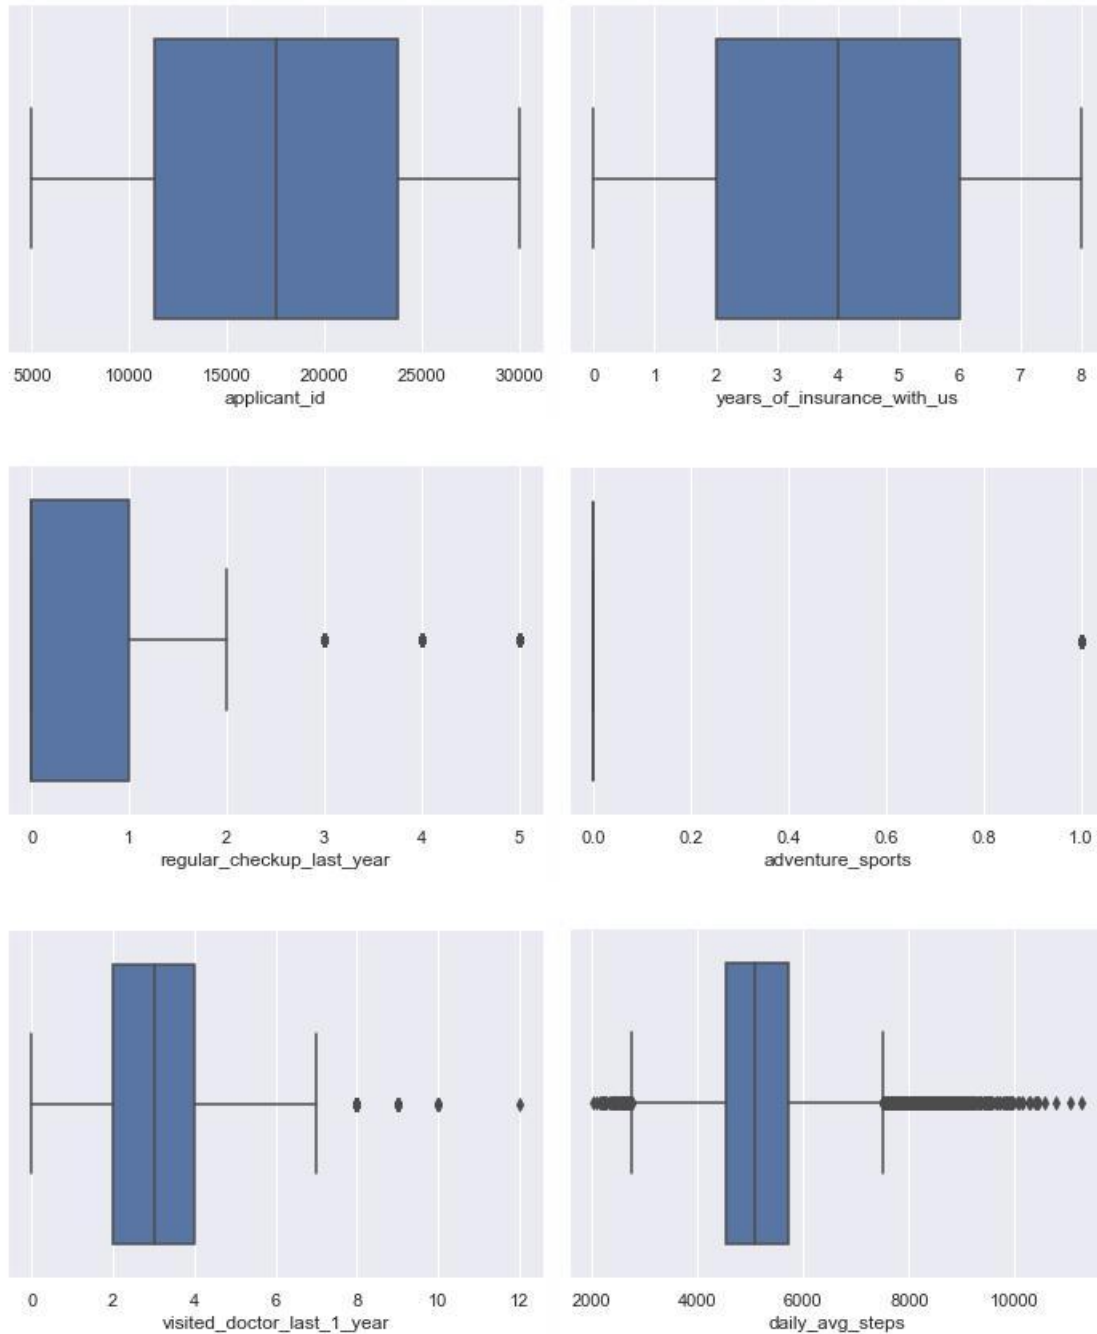 5000 10000 15000 20000 25000 30000
applicant_id
0 1 2 3 4 5 6 7 8
years_of_insurance_with_us
0 1 2 3 4 5
regular_checkup_last_year
0.0 0.2 0.4 0.6 0.8 1.0
adventure_sports
0 2 4 6 8 10 12
visited_doctor_last_1_year
2000 4000 6000 8000 10000
daily_avg_steps